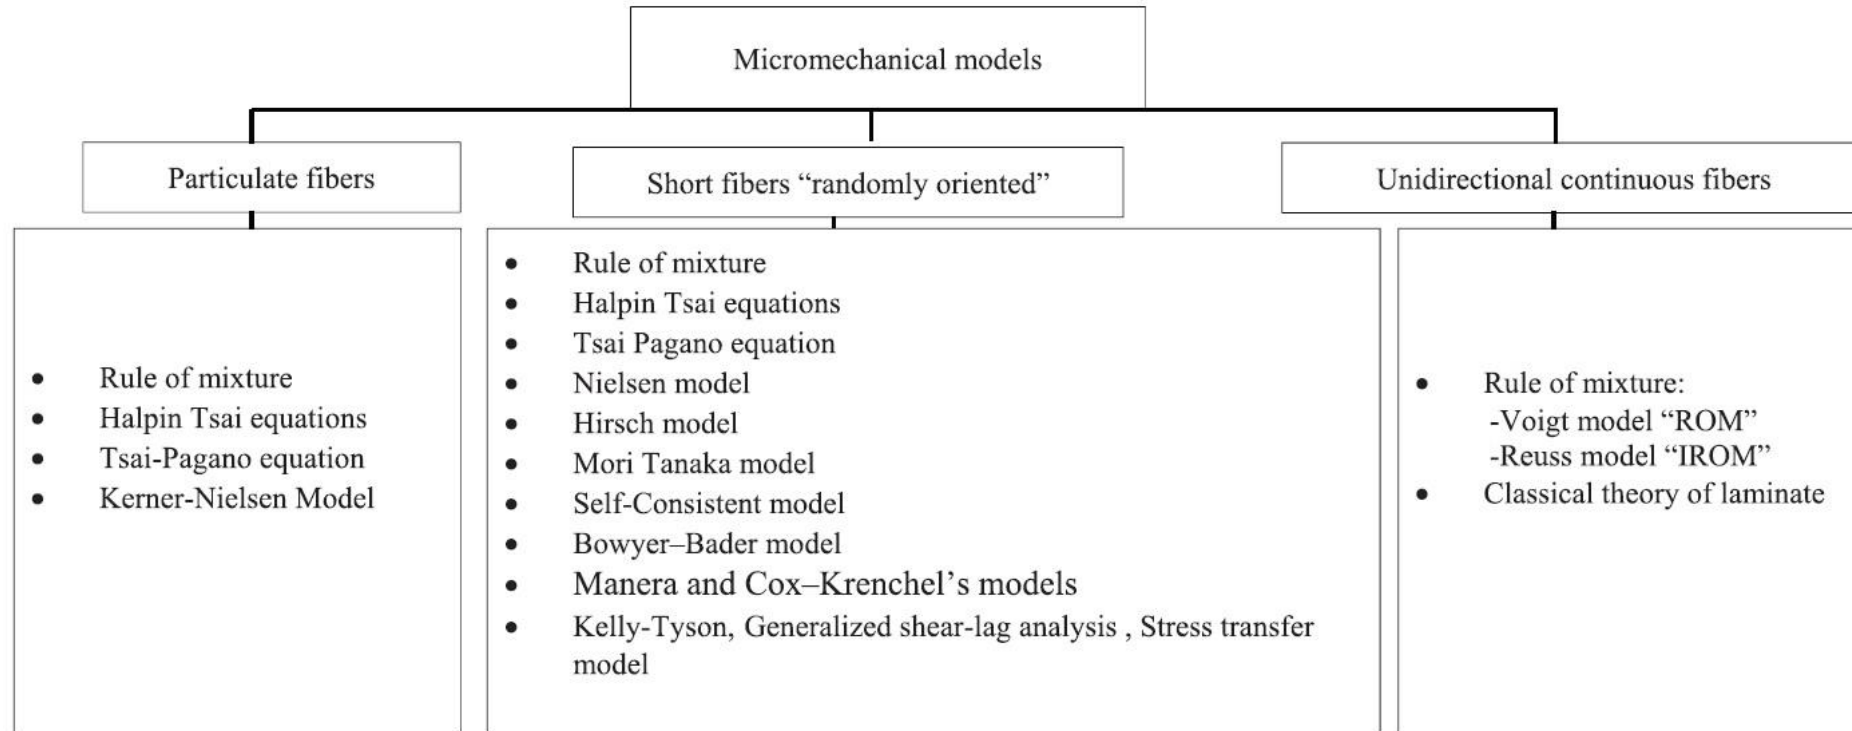 Micromechanical models
Particulate fibers
Short fibers “randomly oriented”
Unidirectional continuous fibers
• Rule of mixture
• Halpin Tsai equations
• Tsai-Pagano equation
• Kerner-Nielsen Model
• Rule of mixture
• Halpin Tsai equations
• Tsai Pagano equation
• Nielsen model
• Hirsch model
• Mori Tanaka model
• Self-Consistent model
• Bowyer–Bader model
• Manera and Cox–Krenchel’s models
• Kelly-Tyson, Generalized shear-lag analysis , Stress transfer
model
• Rule of mixture:
-Voigt model “ROM”
-Reuss model “IROM”
• Classical theory of laminate